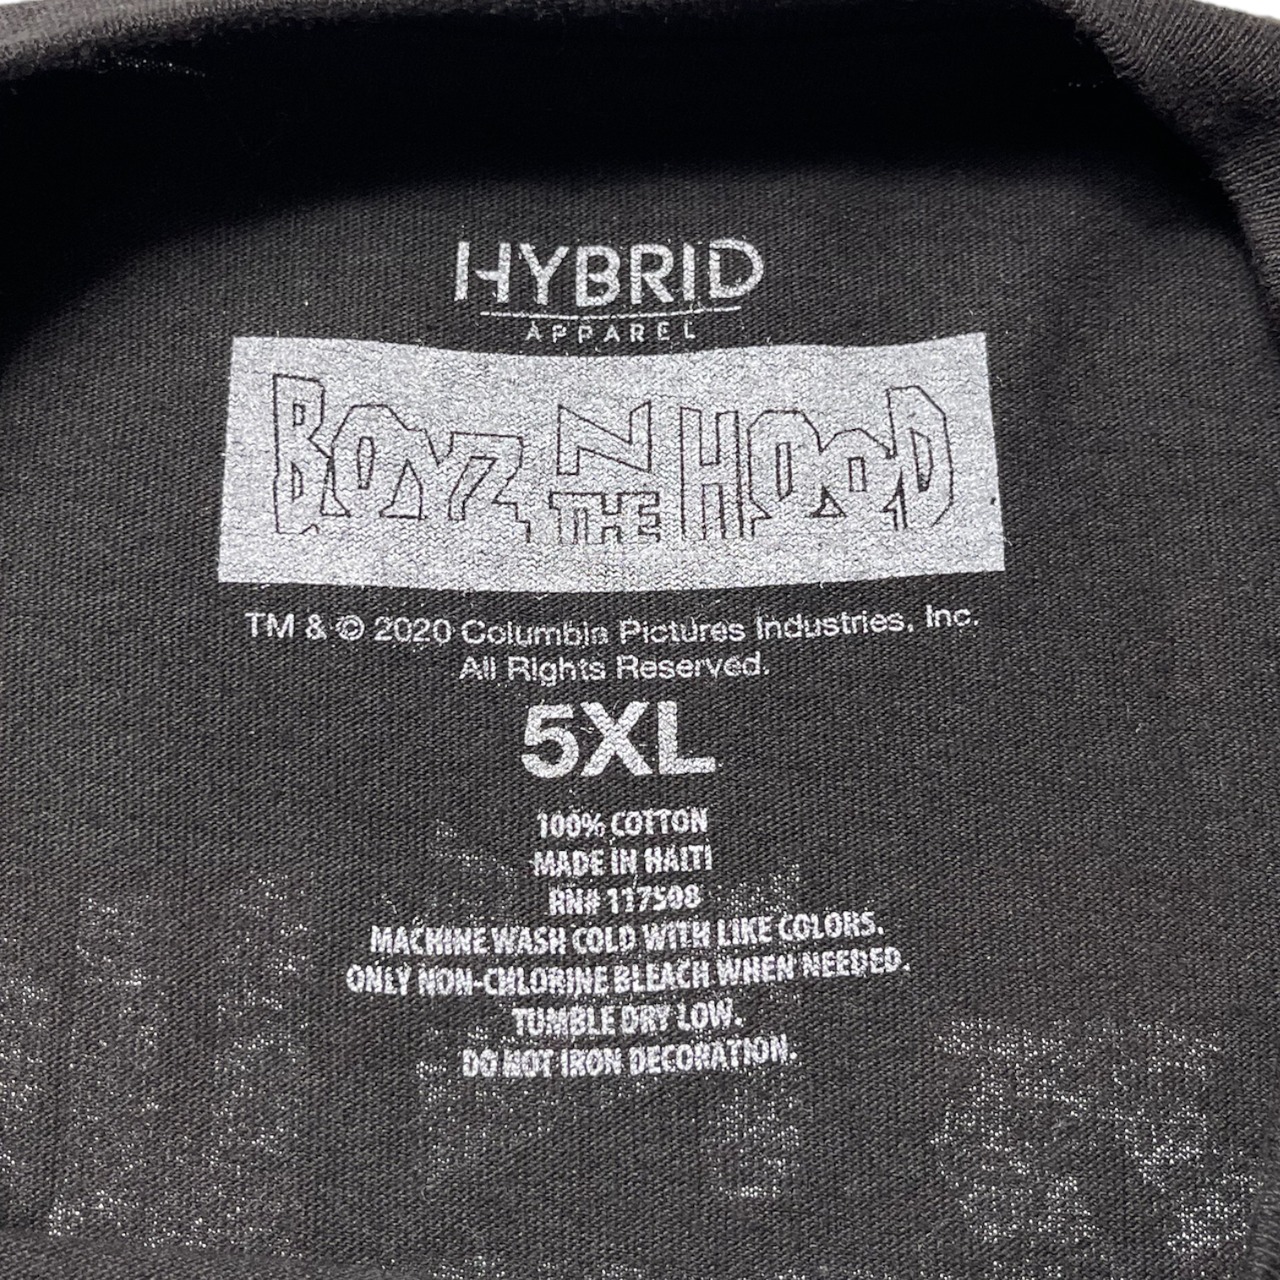 HYBRID
APPAREL
BOYZ N THE HOOD
TM & © 2020 Columbia Pictures Industries, Inc.
All Rights Reserved.
5XL
100% COTTON
MADE IN HAITI
RN# 117508
MACHINE WASH COLD WITH LIKE COLORS.
ONLY NON-CHLORINE BLEACH WHEN NEEDED.
TUMBLE DRY LOW.
DO NOT IRON DECORATION.